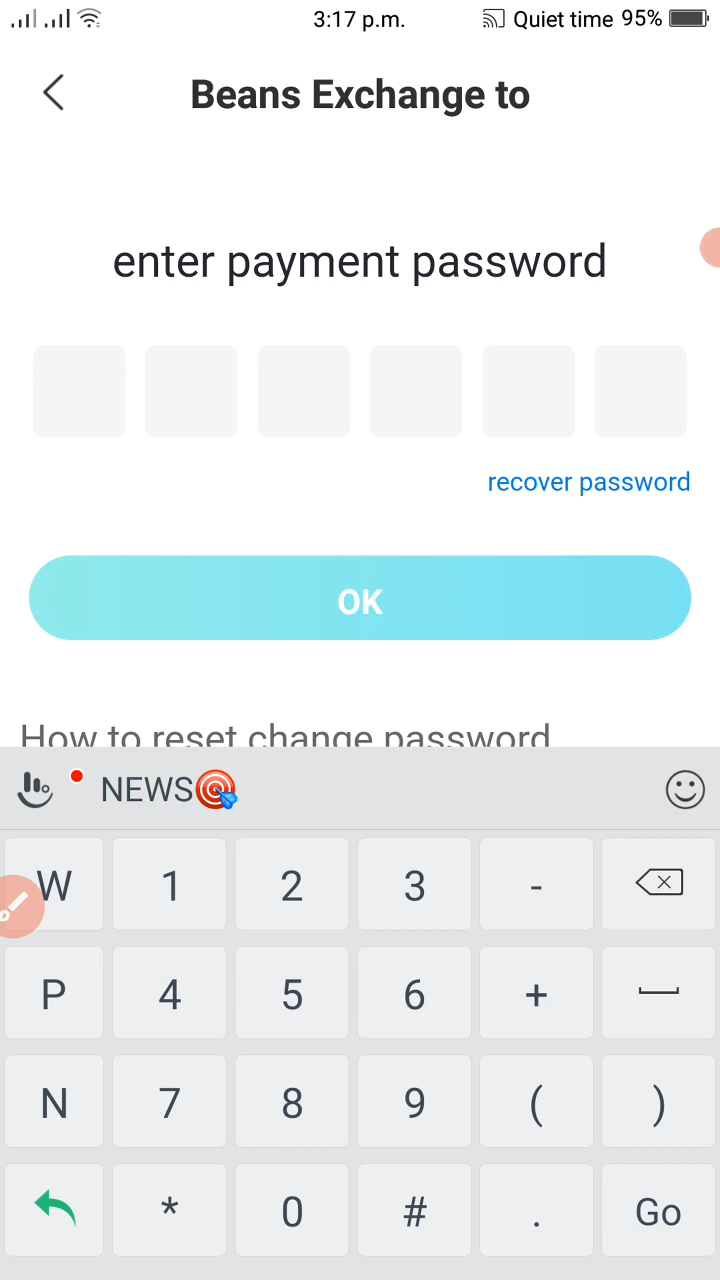 3:17 p.m. Quiet time 95%
Beans Exchange to
enter payment password
recover password
OK
How to reset change password
NEWS
W 1 2 3 -
P 4 5 6 +
N 7 8 9 ( )
* 0 # . Go